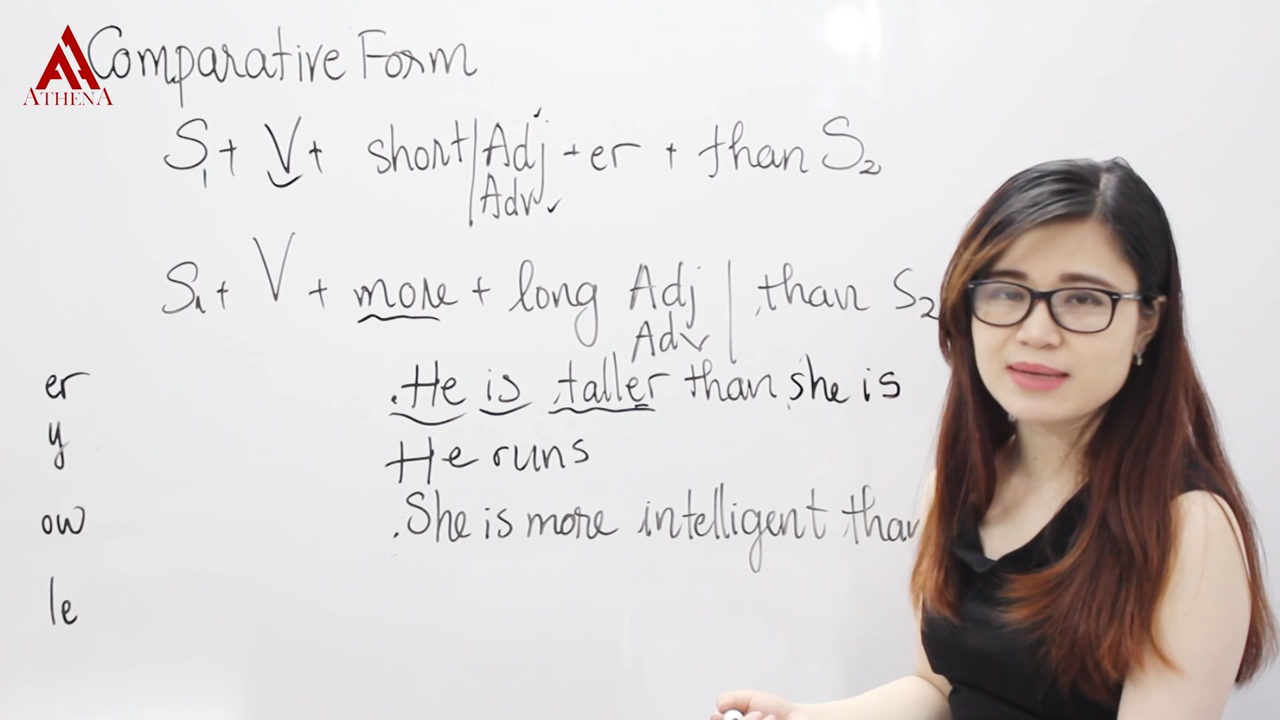 ATHENA
Comparative Form
S1 + V + short Adj + er + than S2
Adv
S1 + V + more + long Adj than S2
Adv
er
.He is taller than she is
y
He runs
ow
.She is more intelligent than
le